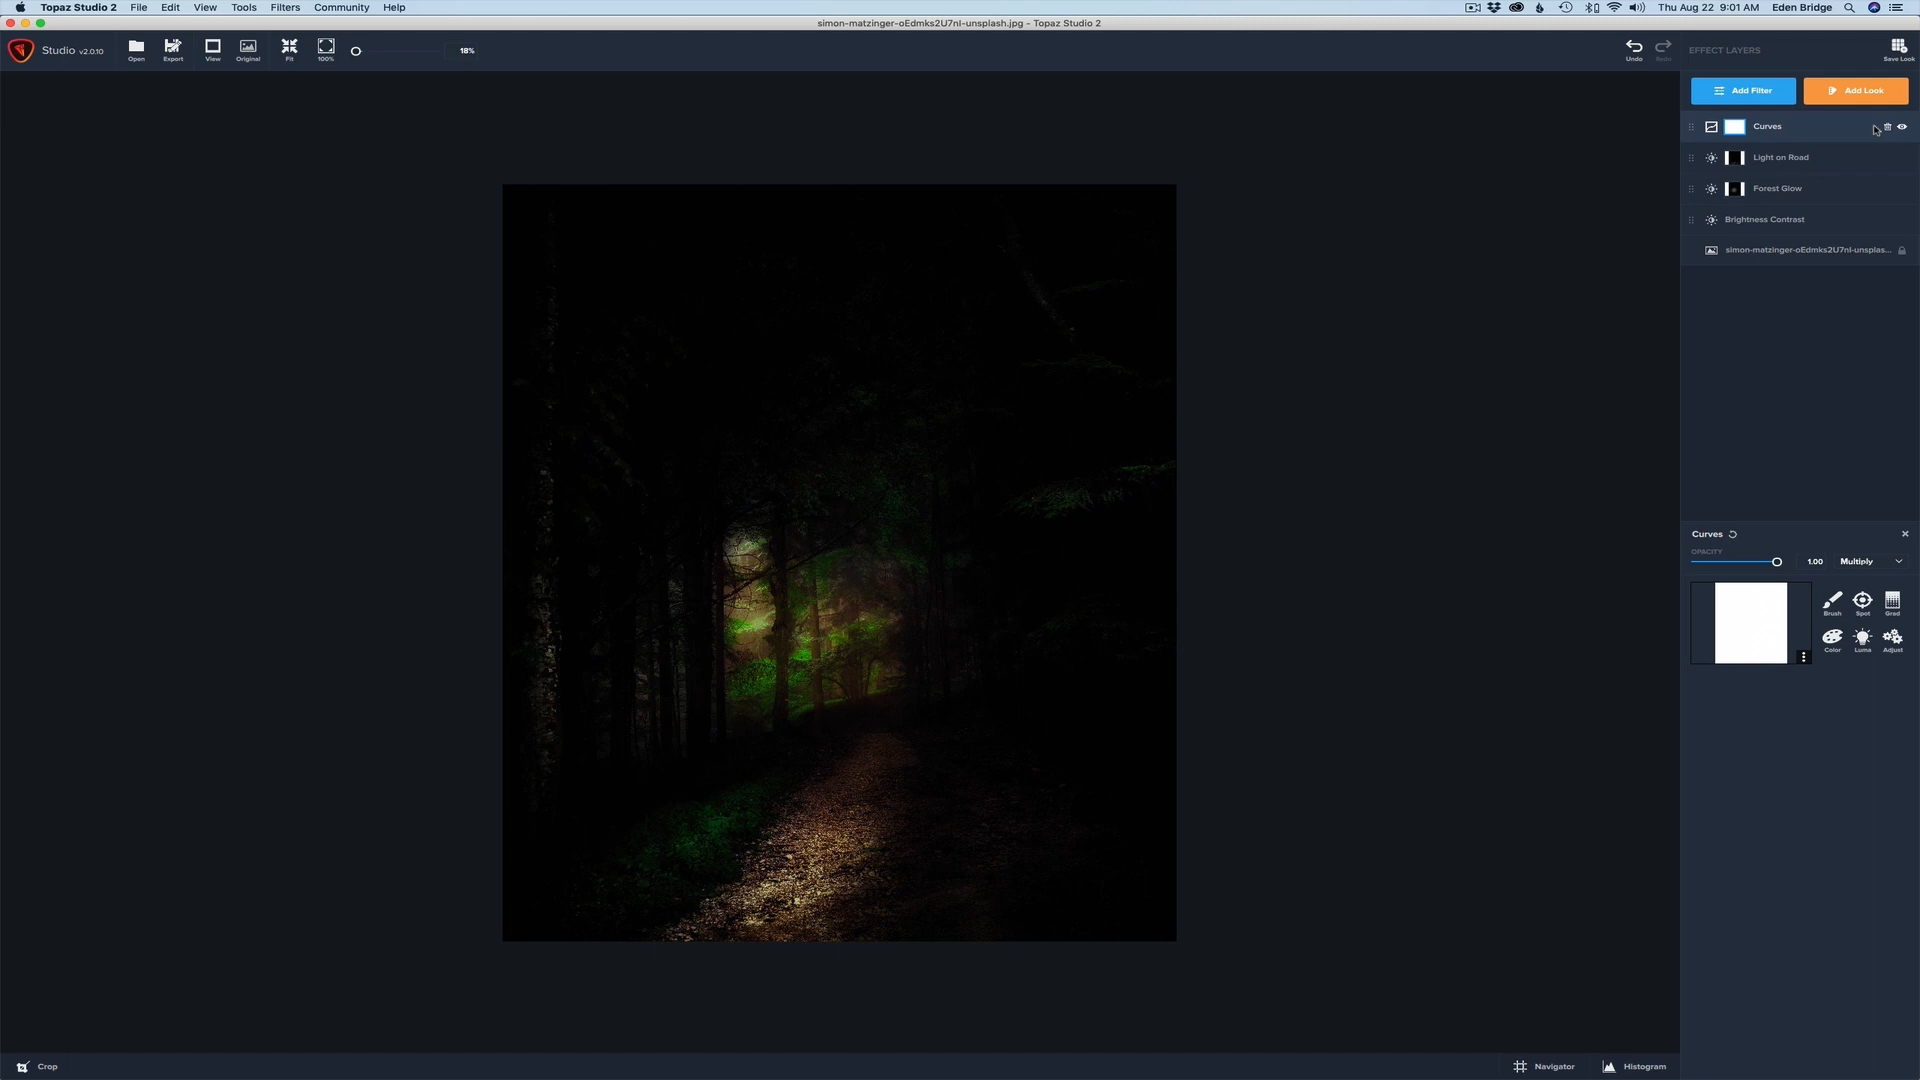 Topaz Studio 2 File Edit View Tools Filters Community Help Thu Aug 22 9:01 AM Eden Bridge
simon-matzinger-oEdmks2U7nI-unsplash.jpg - Topaz Studio 2
Studio v2.0.10
Open
Export
View
Original
Fit
100%
18%
Undo
Redo
EFFECT LAYERS
Save Look
Add Filter
Add Look
Curves
Light on Road
Forest Glow
Brightness Contrast
simon-matzinger-oEdmks2U7nI-unsplas...
Curves
OPACITY
1.00
Multiply
Brush
Spot
Grad
Color
Luma
Adjust
Crop
Navigator
Histogram